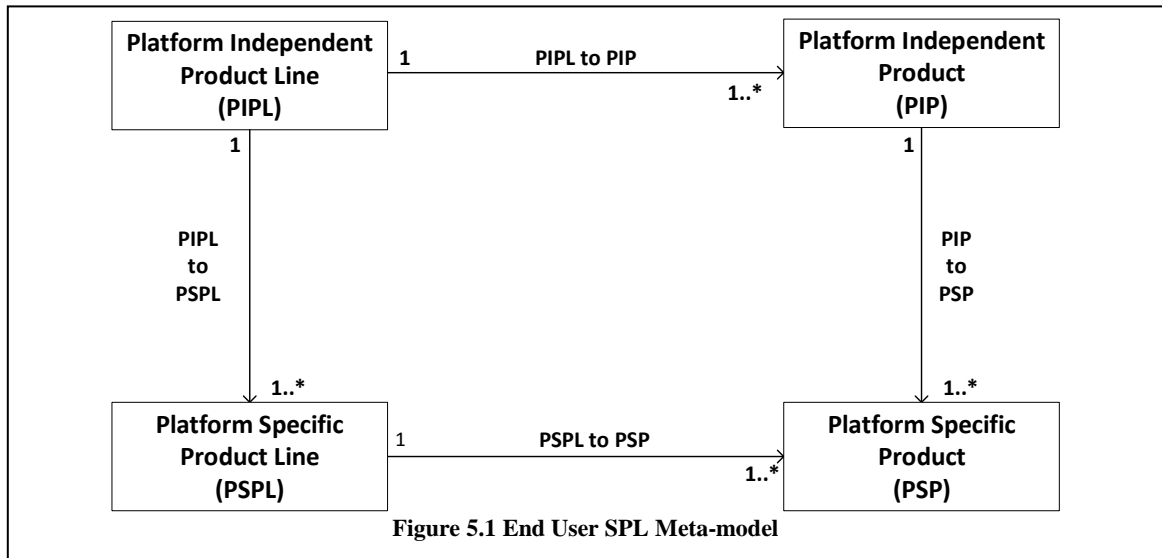 Platform Independent
Product Line
(PIPL)
1
PIPL to PIP
1..*
Platform Independent
Product
(PIP)
1
1
PIPL
to
PSPL
PIP
to
PSP
1..*
1..*
Platform Specific
Product Line
(PSPL)
1
PSPL to PSP
1..*
Platform Specific
Product
(PSP)
Figure 5.1 End User SPL Meta-model